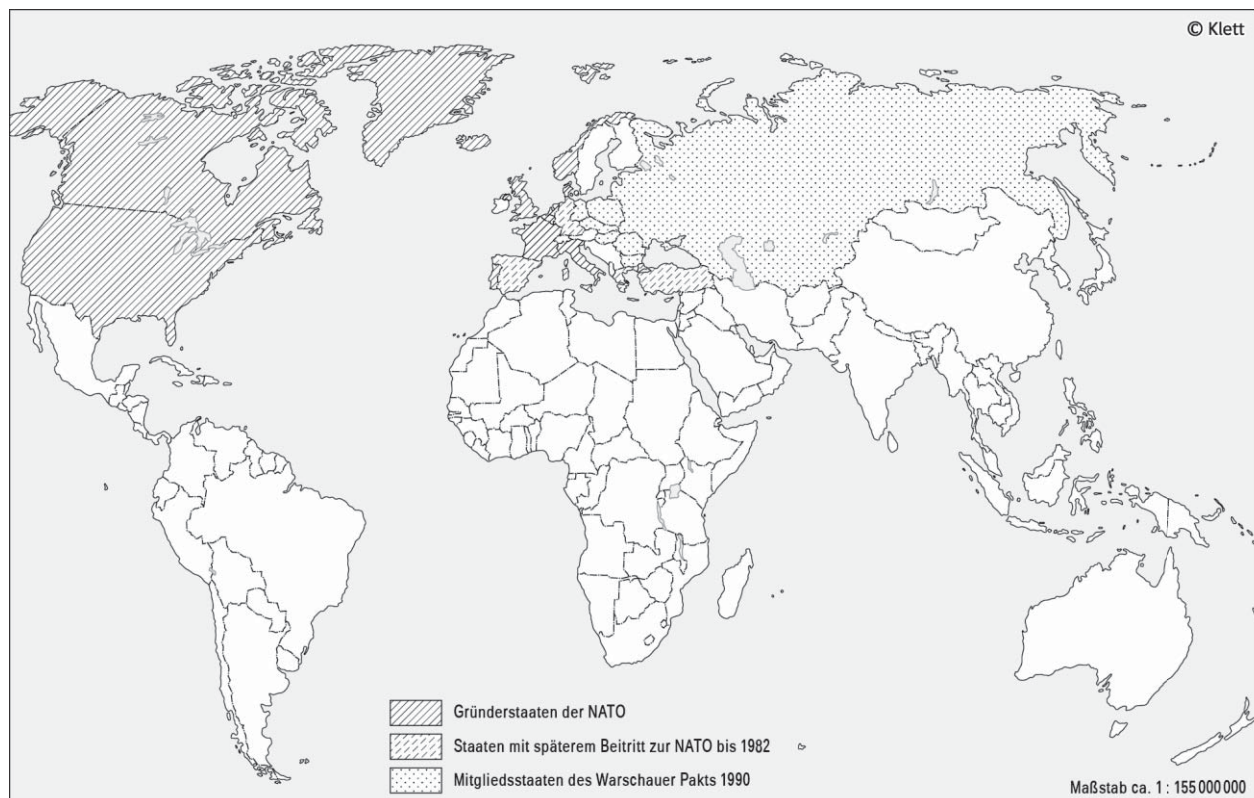 © Klett
Gründerstaaten der NATO
Staaten mit späterem Beitritt zur NATO bis 1982
Mitgliedsstaaten des Warschauer Pakts 1990
Maßstab ca. 1 : 155 000 000